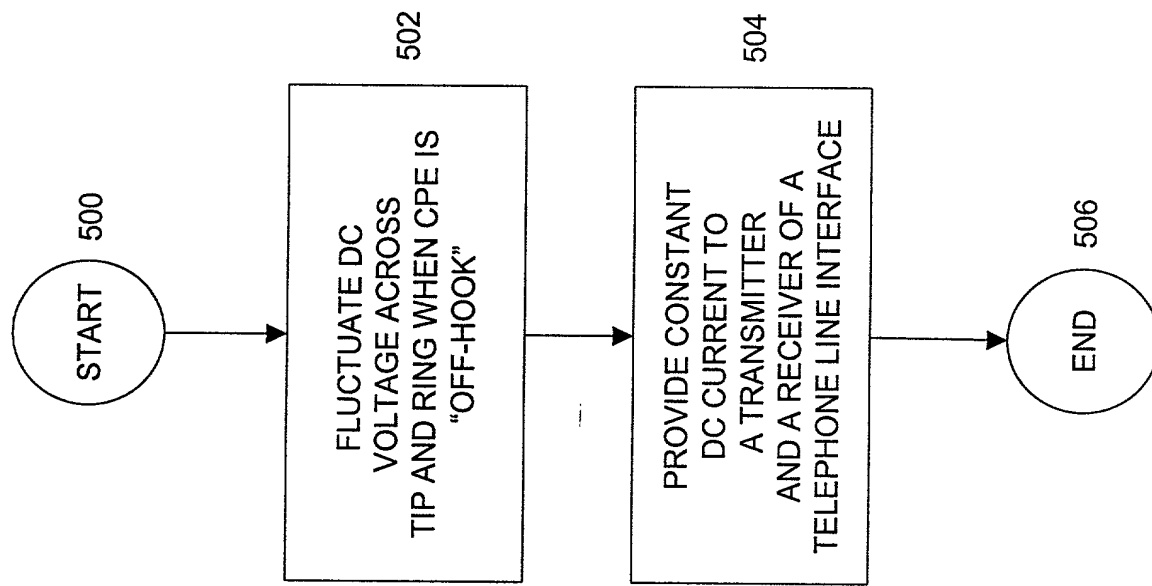 START
500
FLUCTUATE DC
VOLTAGE ACROSS
TIP AND RING WHEN CPE IS
“OFF-HOOK”
502
PROVIDE CONSTANT
DC CURRENT TO
A TRANSMITTER
AND A RECEIVER OF A
TELEPHONE LINE INTERFACE
504
END
506